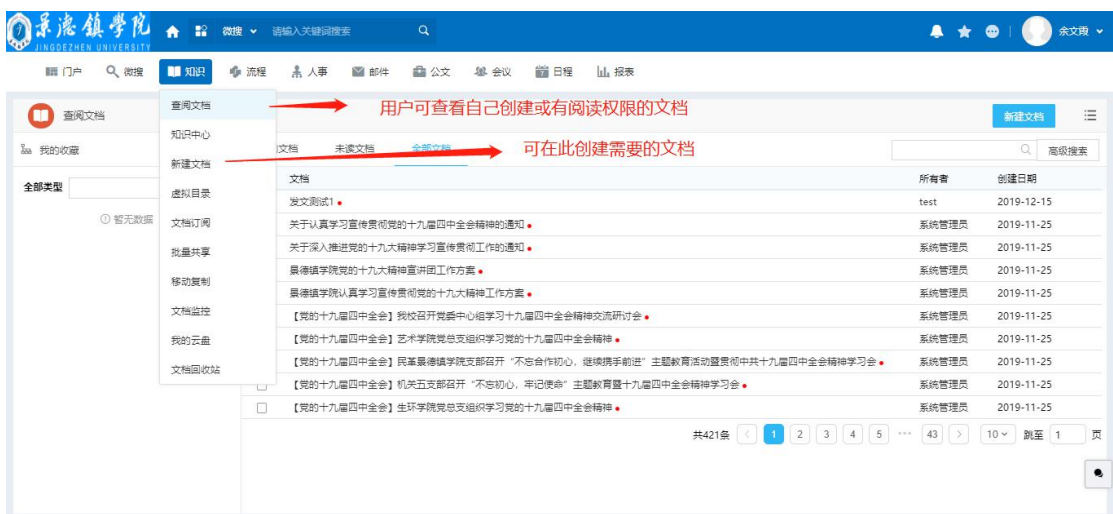 景德鎮學院
JINGDEZHEN UNIVERSITY
微搜 请输入关键词搜索 余文霞
门户 微搜 知识 流程 人事 邮件 公文 会议 日程 报表
查阅文档 新建文档
我的收藏
全部类型
暂无数据
查阅文档
知识中心
新建文档
虚拟目录
文档订阅
批量共享
移动复制
文档监控
我的云盘
文档回收站
用户可查看自己创建或有阅读权限的文档
可在此创建需要的文档
文档 未读文档 全部文档 高级搜索
文档 所有者 创建日期
发文测试1 test 2019-12-15
关于认真学习宣传贯彻党的十九届四中全会精神的通知 系统管理员 2019-11-25
关于深入推进党的十九大精神学习宣传贯彻工作的通知 系统管理员 2019-11-25
景德镇学院党的十九大精神宣讲团工作方案 系统管理员 2019-11-25
景德镇学院认真学习宣传贯彻党的十九大精神工作方案 系统管理员 2019-11-25
【党的十九届四中全会】我校召开党委中心组学习十九届四中全会精神交流研讨会 系统管理员 2019-11-25
【党的十九届四中全会】艺术学院党总支组织学习党的十九届四中全会精神 系统管理员 2019-11-25
【党的十九届四中全会】民革景德镇学院支部召开“不忘合作初心，继续携手前进”主题教育活动暨贯彻中共十九届四中全会精神学习会 系统管理员 2019-11-25
【党的十九届四中全会】机关五支部召开“不忘初心，牢记使命”主题教育暨十九届四中全会精神学习会 系统管理员 2019-11-25
【党的十九届四中全会】生环学院党总支组织学习党的十九届四中全会精神 系统管理员 2019-11-25
共421条 < 1 2 3 4 5 ··· 43 > 10 跳至 1 页